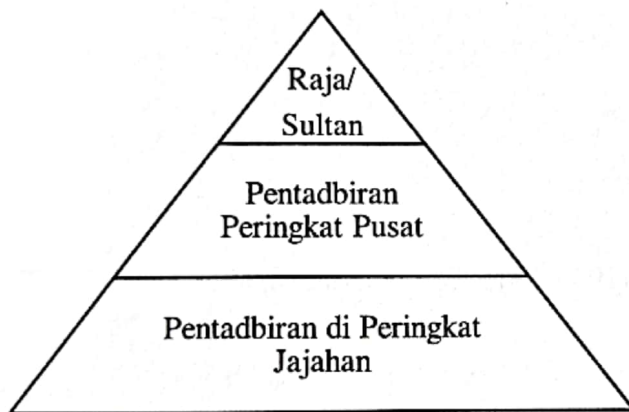 Raja/
Sultan
Pentadbiran
Peringkat Pusat
Pentadbiran di Peringkat
Jajahan